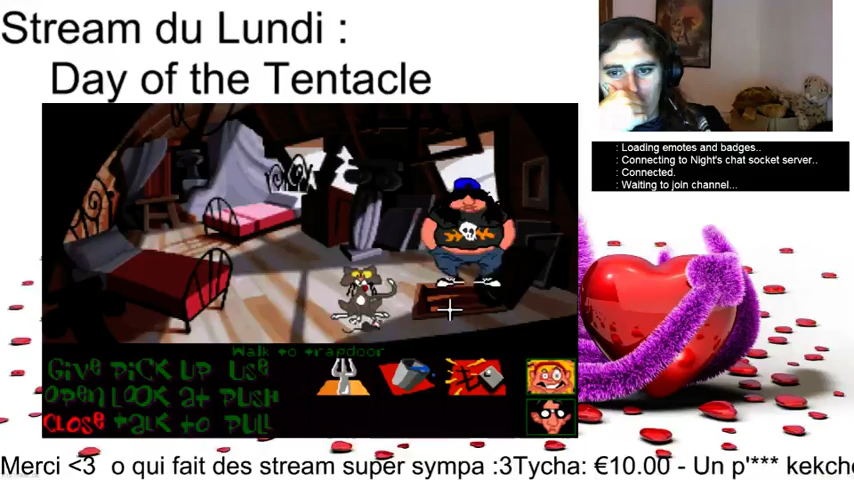 Stream du Lundi :
Day of the Tentacle
: Loading emotes and badges..
: Connecting to Night's chat socket server..
: Connected.
: Waiting to join channel...
Walk to trapdoor
Give Pick up Use
Open Look at Push
Close talk to Pull
Merci <3 o qui fait des stream super sympa :3Tycha: €10.00 - Un p'*** kekch